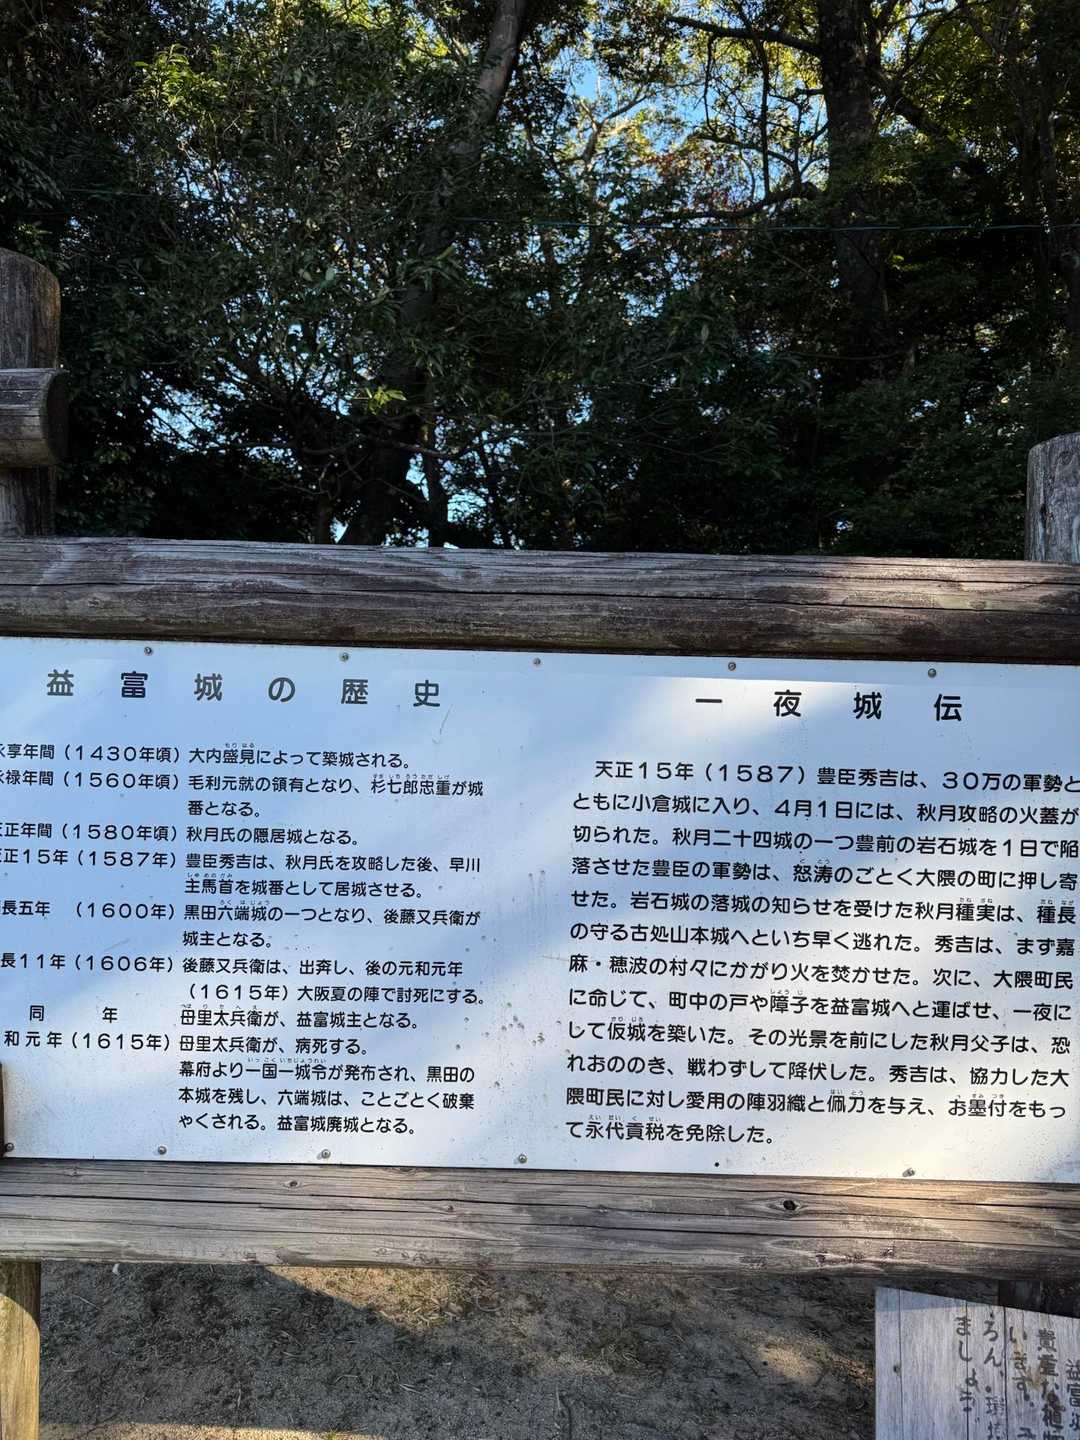 益富城の歴史
永享年間（1430年頃）大内盛見によって築城される。
永禄年間（1560年頃）毛利元就の領有となり、杉七郎忠重が城
番となる。
天正年間（1580年頃）秋月氏の隠居城となる。
天正15年（1587年）豊臣秀吉は、秋月氏を攻略した後、早川
主馬首を城番として居城させる。
長五年　（1600年）黒田六端城の一つとなり、後藤又兵衛が
城主となる。
長11年（1606年）後藤又兵衛は、出奔し、後の元和元年
（1615年）大阪夏の陣で討死にする。
同　　年　　母里太兵衛が、益富城主となる。
和元年（1615年）母里太兵衛が、病死する。
幕府より一国一城令が発布され、黒田の
本城を残し、六端城は、ことごとく破棄
ゃくされる。益富城廃城となる。
一夜城伝
天正15年（1587）豊臣秀吉は、30万の軍勢と
ともに小倉城に入り、4月1日には、秋月攻略の火蓋が
切られた。秋月二十四城の一つ豊前の岩石城を1日で陥
落させた豊臣の軍勢は、怒涛のごとく大隈の町に押し寄
せた。岩石城の落城の知らせを受けた秋月種実は、種長
の守る古処山本城へといち早く逃れた。秀吉は、まず嘉
麻・穂波の村々にかがり火を焚かせた。次に、大隈町民
に命じて、町中の戸や障子を益富城へと運ばせ、一夜に
して仮城を築いた。その光景を前にした秋月父子は、恐
れおののき、戦わずして降伏した。秀吉は、協力した大
隈町民に対し愛用の陣羽織と佩刀を与え、お墨付をもっ
て永代貢税を免除した。
益富
貴重な植
います。
ろん、環
ましょう